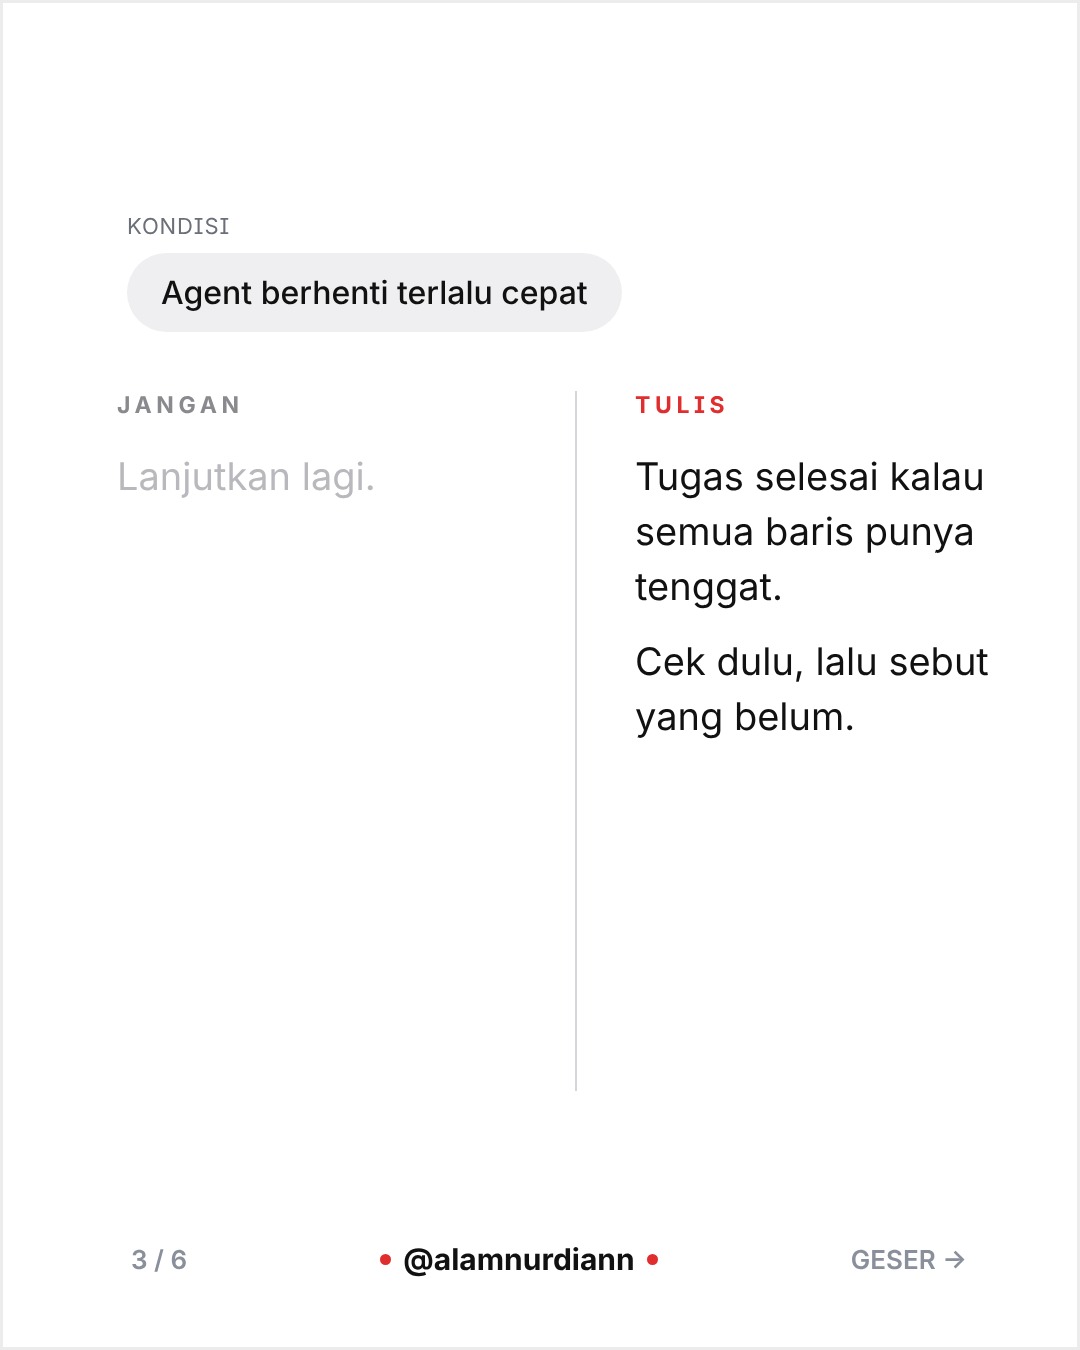 KONDISI
Agent berhenti terlalu cepat
JANGAN
Lanjutkan lagi.
TULIS
Tugas selesai kalau
semua baris punya
tenggat.
Cek dulu, lalu sebut
yang belum.
3 / 6
• @alamnurdiann •
GESER →